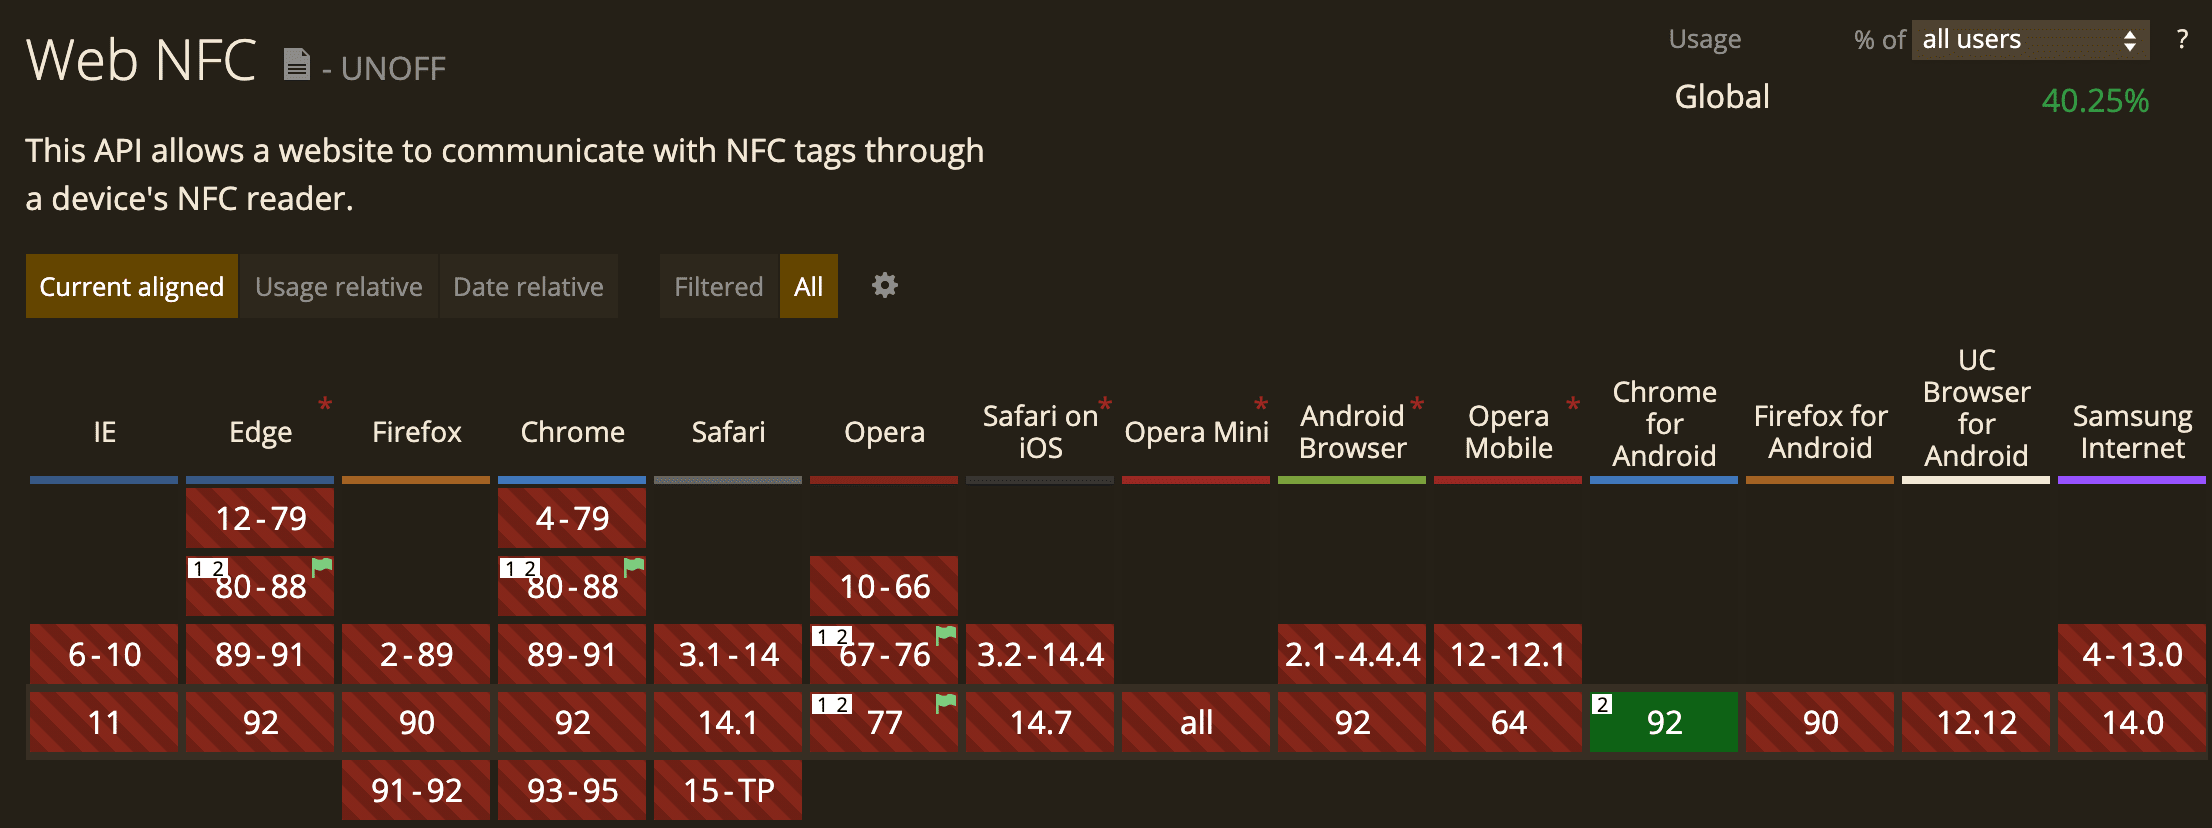 Web NFC - UNOFF
Usage % of all users ?
Global 40.25%
This API allows a website to communicate with NFC tags through
a device's NFC reader.
Current aligned Usage relative Date relative Filtered All
IE
Edge *
Firefox
Chrome
Safari
Opera
Safari on *
iOS
Opera Mini *
Android *
Browser
Opera *
Mobile
Chrome
for
Android
Firefox for
Android
UC
Browser
for
Android
Samsung
Internet
12-79 4-79
1 2 80-88 1 2 80-88 10-66
6-10 89-91 2-89 89-91 3.1-14 1 2 67-76 3.2-14.4 2.1-4.4.4 12-12.1 4-13.0
11 92 90 92 14.1 1 2 77 14.7 all 92 64 2 92 90 12.12 14.0
91-92 93-95 15-TP